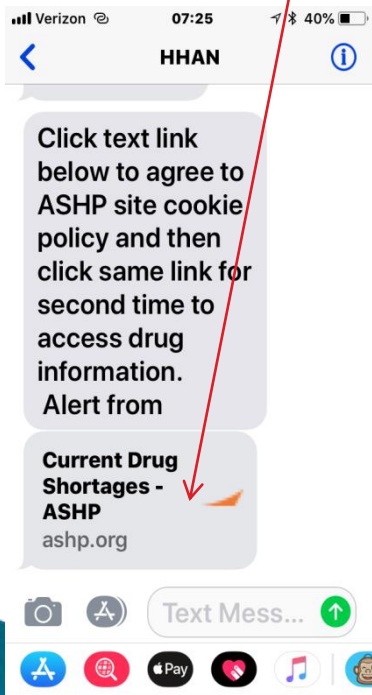 Verizon 07:25 40%
HHAN
Click text link
below to agree to
ASHP site cookie
policy and then
click same link for
second time to
access drug
information.
Alert from
Current Drug
Shortages -
ASHP
ashp.org
Text Mess...
Pay